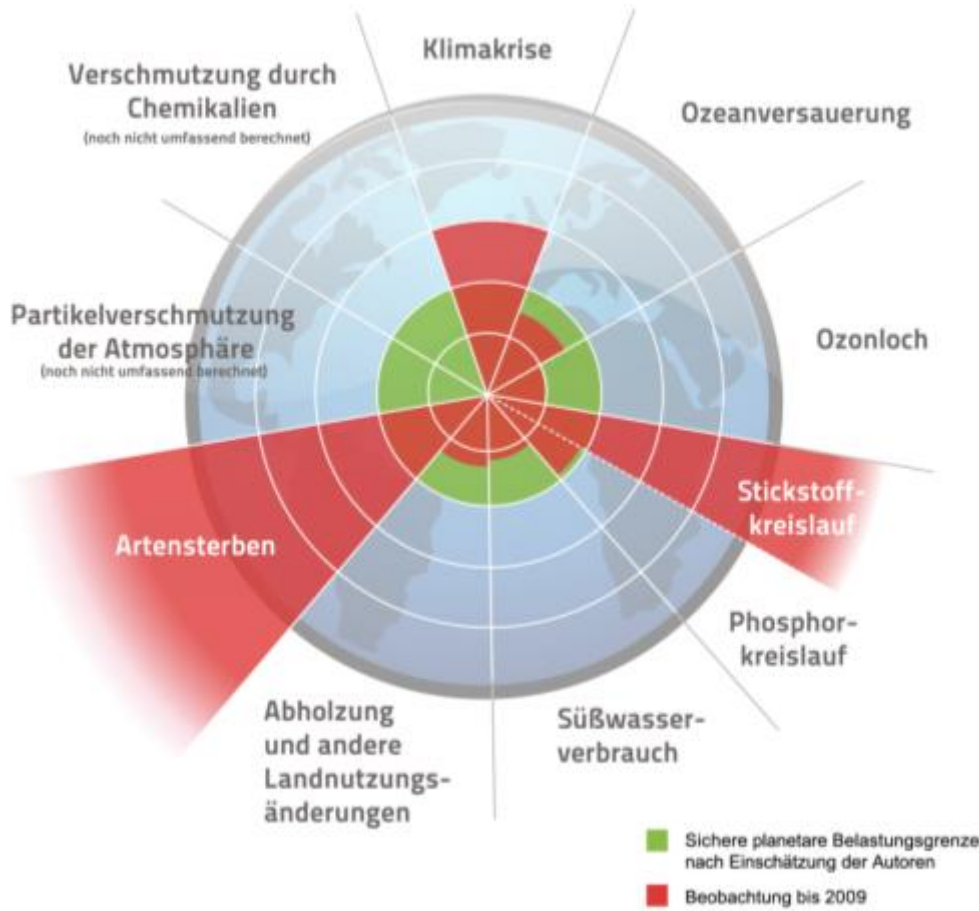 Klimakrise
Verschmutzung durch
Chemikalien
(noch nicht umfassend berechnet)
Ozeanversauerung
Partikelverschmutzung
der Atmosphäre
(noch nicht umfassend berechnet)
Ozonloch
Stickstoff-
kreislauf
Artensterben
Phosphor-
kreislauf
Abholzung
und andere
Landnutzungs-
änderungen
Süßwasser-
verbrauch
Sichere planetare Belastungsgrenze
nach Einschätzung der Autoren
Beobachtung bis 2009